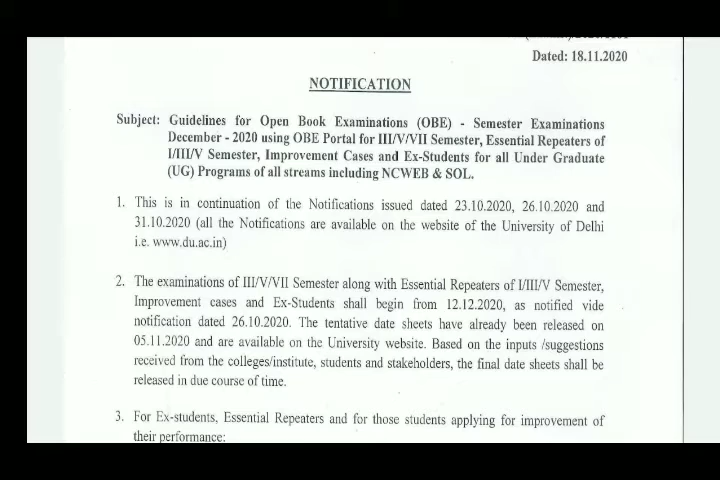 Dated: 18.11.2020
NOTIFICATION
Subject: Guidelines for Open Book Examinations (OBE) - Semester Examinations
December - 2020 using OBE Portal for III/V/VII Semester, Essential Repeaters of
I/III/V Semester, Improvement Cases and Ex-Students for all Under Graduate
(UG) Programs of all streams including NCWEB & SOL.
1. This is in continuation of the Notifications issued dated 23.10.2020, 26.10.2020 and
31.10.2020 (all the Notifications are available on the website of the University of Delhi
i.e. www.du.ac.in)
2. The examinations of III/V/VII Semester along with Essential Repeaters of I/III/V Semester,
Improvement cases and Ex-Students shall begin from 12.12.2020, as notified vide
notification dated 26.10.2020. The tentative date sheets have already been released on
05.11.2020 and are available on the University website. Based on the inputs /suggestions
received from the colleges/institute, students and stakeholders, the final date sheets shall be
released in due course of time.
3. For Ex-students, Essential Repeaters and for those students applying for improvement of
their performance: